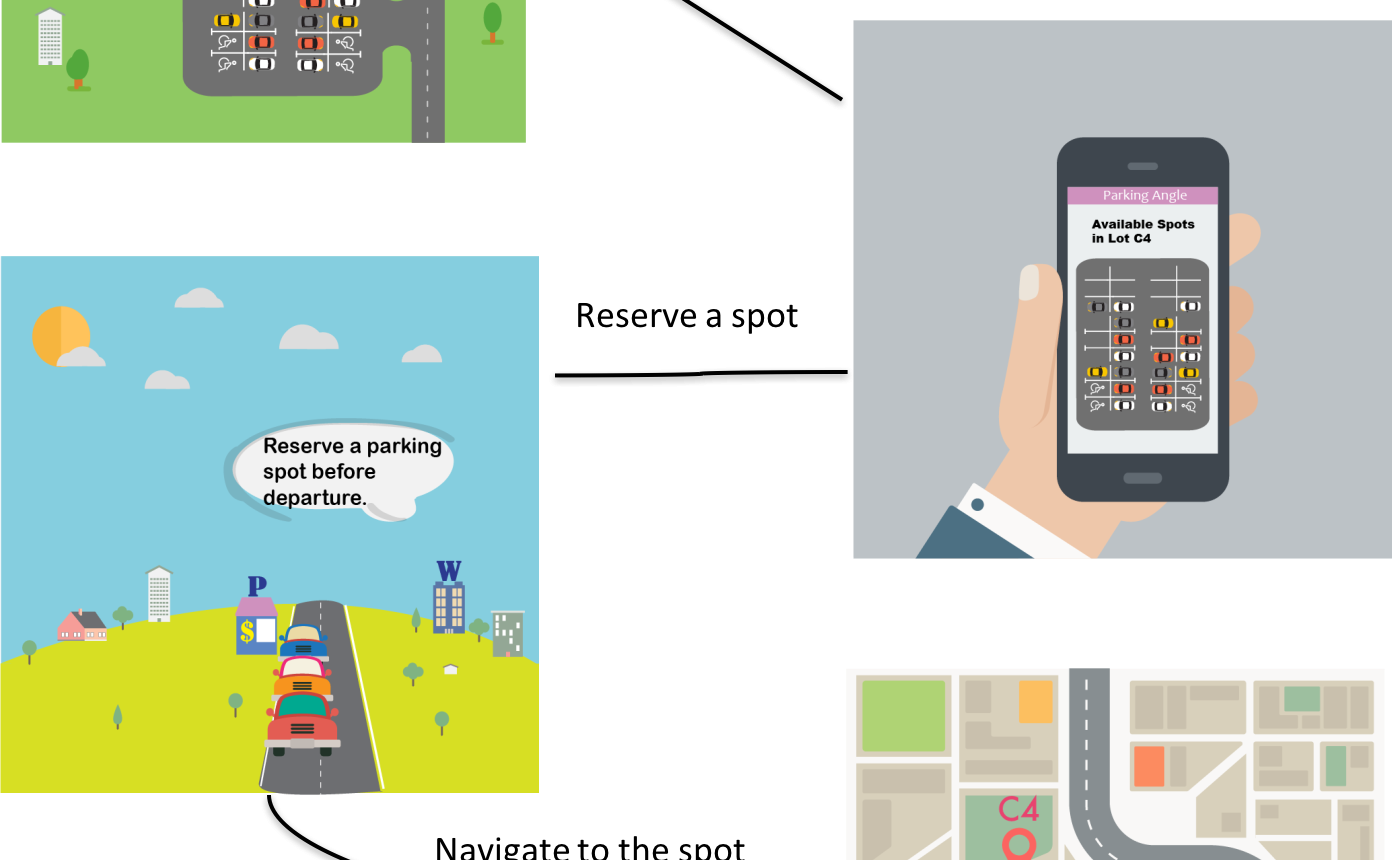 Parking Angle
Available Spots
in Lot C4
Reserve a spot
Reserve a parking
spot before
departure.
P
W
$
C4
Navigate to the spot